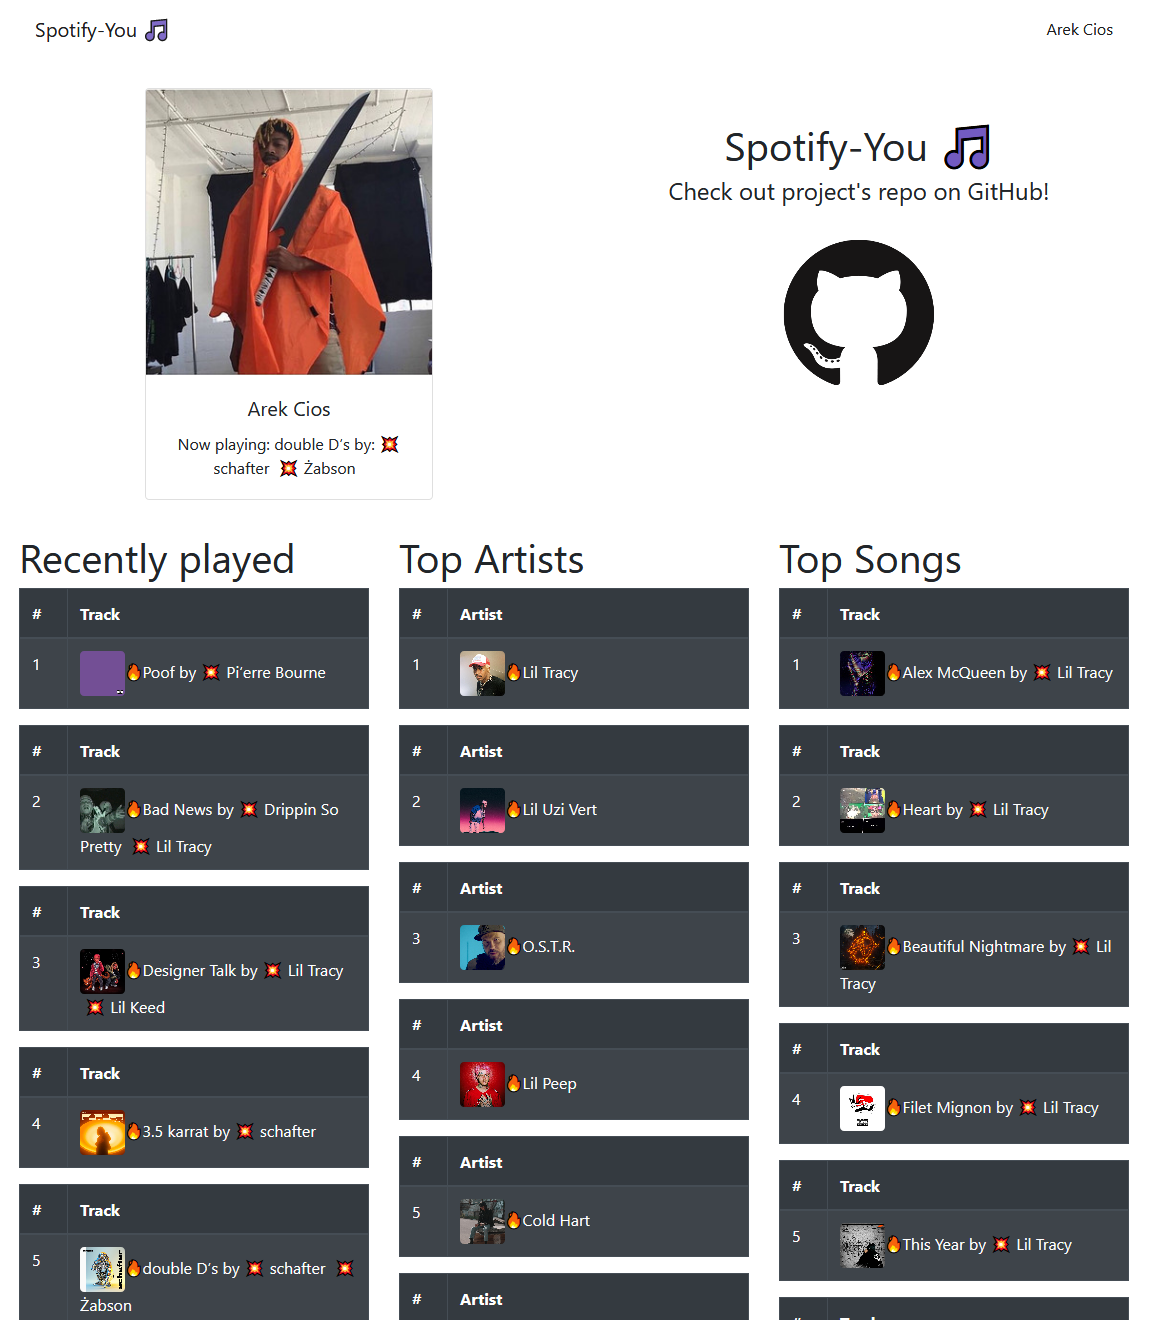 Spotify-You 🎵
Arek Cios
Spotify-You 🎵
Check out project's repo on GitHub!
Arek Cios
Now playing: double D's by: 💥
schafter 💥 Żabson
Recently played
# Track
1 🔥Poof by 💥 Pi'erre Bourne
# Track
2 🔥Bad News by 💥 Drippin So
Pretty 💥 Lil Tracy
# Track
3 🔥Designer Talk by 💥 Lil Tracy
💥 Lil Keed
# Track
4 🔥3.5 karrat by 💥 schafter
# Track
5 🔥double D's by 💥 schafter 💥
Żabson
Top Artists
# Artist
1 🔥Lil Tracy
# Artist
2 🔥Lil Uzi Vert
# Artist
3 🔥O.S.T.R.
# Artist
4 🔥Lil Peep
# Artist
5 🔥Cold Hart
# Artist
Top Songs
# Track
1 🔥Alex McQueen by 💥 Lil Tracy
# Track
2 🔥Heart by 💥 Lil Tracy
# Track
3 🔥Beautiful Nightmare by 💥 Lil
Tracy
# Track
4 🔥Filet Mignon by 💥 Lil Tracy
# Track
5 🔥This Year by 💥 Lil Tracy